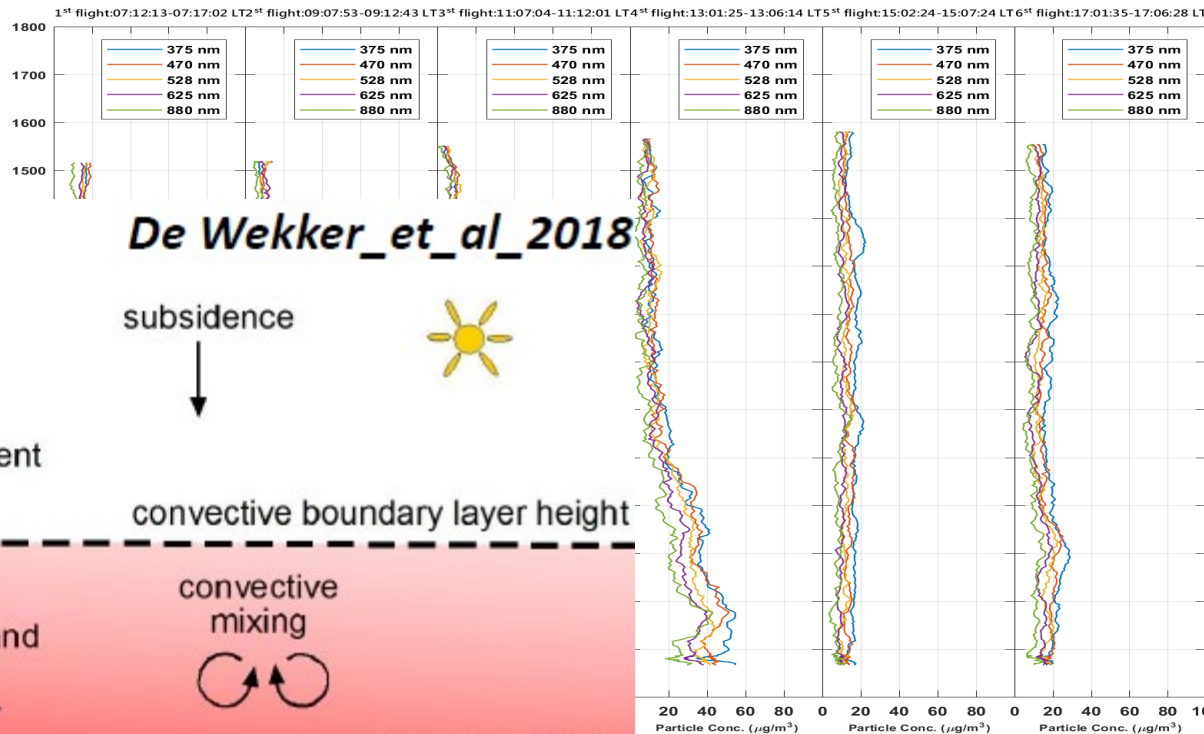 1st flight:07:12:13-07:17:02 LT2st flight:09:07:53-09:12:43 LT3st flight:11:07:04-11:12:01 LT4st flight:13:01:25-13:06:14 LT5st flight:15:02:24-15:07:24 LT6st flight:17:01:35-17:06:28 LT
1800
1700
1600
1500
375 nm
470 nm
528 nm
625 nm
880 nm
375 nm
470 nm
528 nm
625 nm
880 nm
375 nm
470 nm
528 nm
625 nm
880 nm
375 nm
470 nm
528 nm
625 nm
880 nm
375 nm
470 nm
528 nm
625 nm
880 nm
375 nm
470 nm
528 nm
625 nm
880 nm
De Wekker_et_al_2018
subsidence
ent
convective boundary layer height
convective
mixing
nd
20 40 60 80
Particle Conc. (μg/m³)
0 20 40 60 80
Particle Conc. (μg/m³)
0 20 40 60 80 10
Particle Conc. (μg/m³)